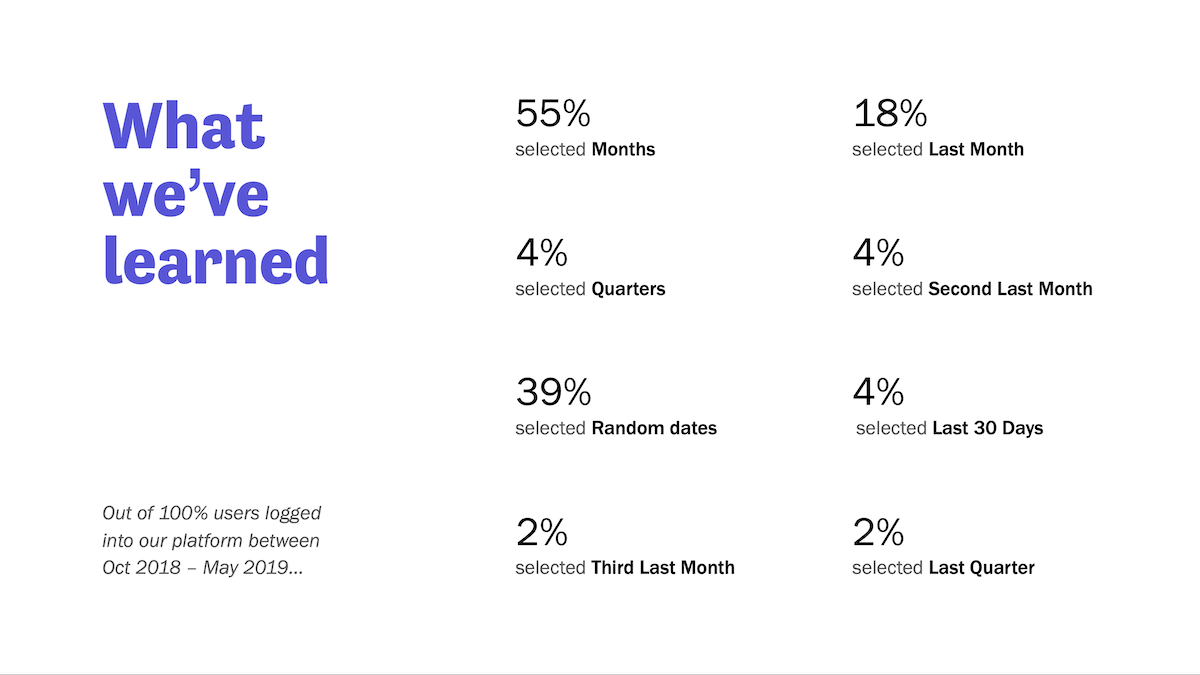 What
we’ve
learned
Out of 100% users logged
into our platform between
Oct 2018 – May 2019...
55%
selected Months
18%
selected Last Month
4%
selected Quarters
4%
selected Second Last Month
39%
selected Random dates
4%
selected Last 30 Days
2%
selected Third Last Month
2%
selected Last Quarter